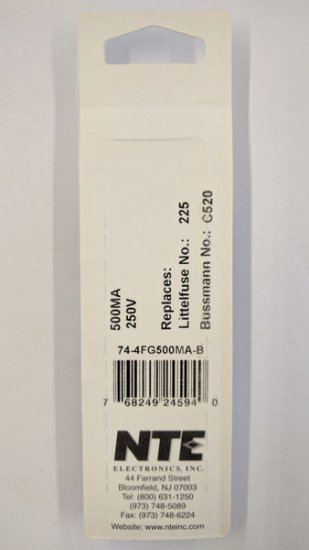 500MA
250V
Replaces:
Littelfuse No.: 225
Bussmann No.: C520
74-4FG500MA-B
7 68249 24594 0
NTE
ELECTRONICS, INC.
44 Farrand Street
Bloomfield, NJ 07003
Tel: (800) 631-1250
(973) 748-5089
Fax: (973) 748-6224
Website: www.nteinc.com